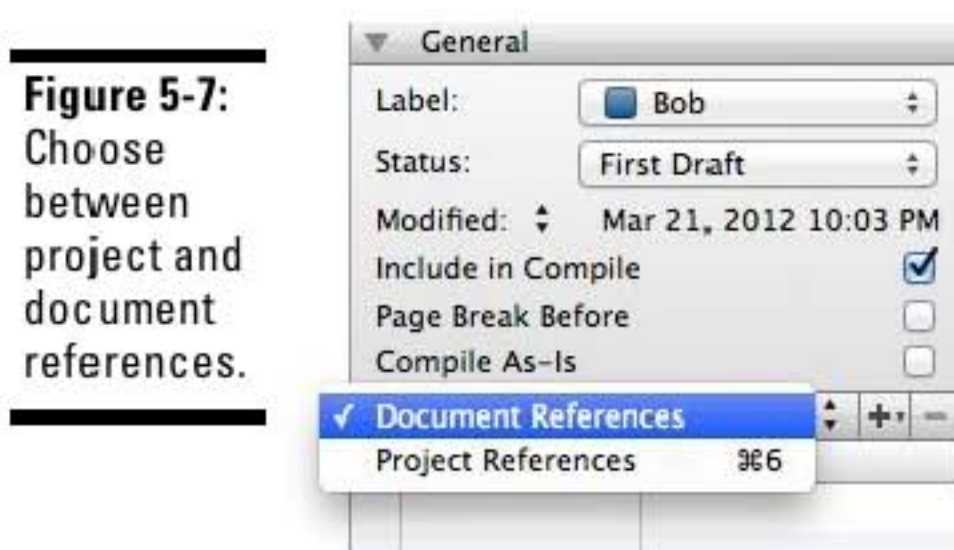 Figure 5-7:
Choose
between
project and
document
references.
General
Label: Bob
Status: First Draft
Modified: Mar 21, 2012 10:03 PM
Include in Compile
Page Break Before
Compile As-Is
✓ Document References
Project References ⌘6